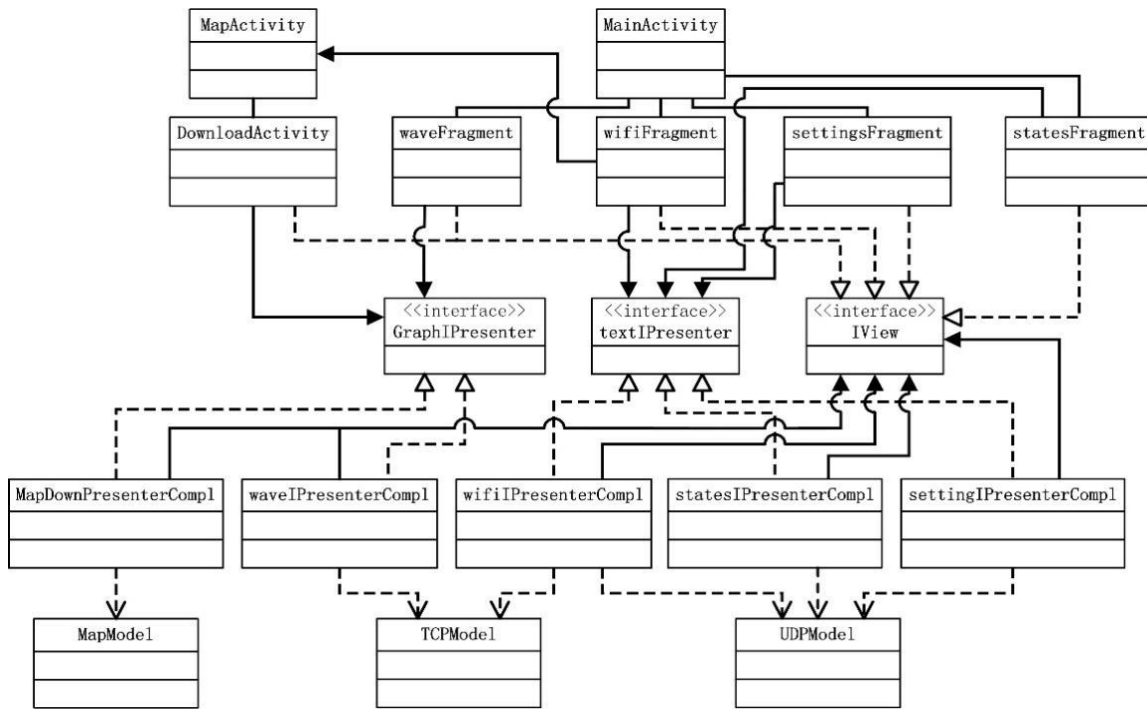 MapActivity
MainActivity
DownloadActivity
waveFragment
wifiFragment
settingsFragment
statesFragment
<<interface>>
GraphIPresenter
<<interface>>
textIPresenter
<<interface>>
IView
MapDownPresenterCompl
waveIPresenterCompl
wifiIPresenterCompl
statesIPresenterCompl
settingIPresenterCompl
MapModel
TCPModel
UDPModel